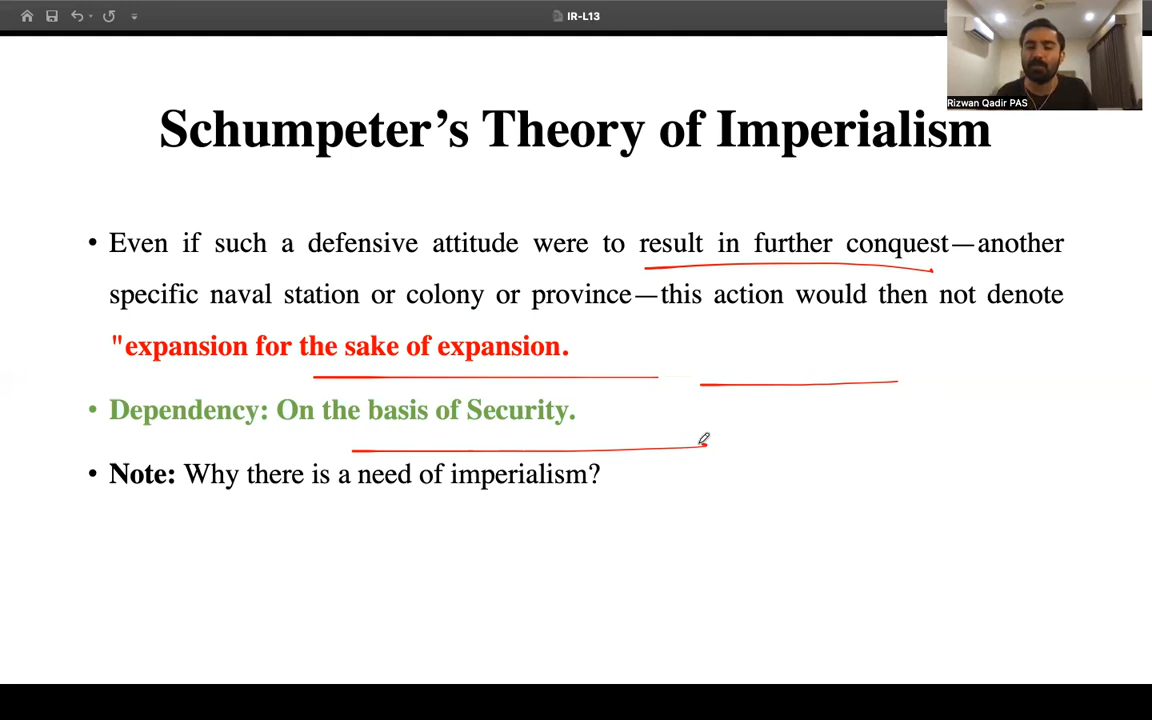 IR-L13
Rizwan Qadir PAS
Schumpeter’s Theory of Imperialism
• Even if such a defensive attitude were to result in further conquest—another
specific naval station or colony or province—this action would then not denote
"expansion for the sake of expansion.
• Dependency: On the basis of Security.
• Note: Why there is a need of imperialism?